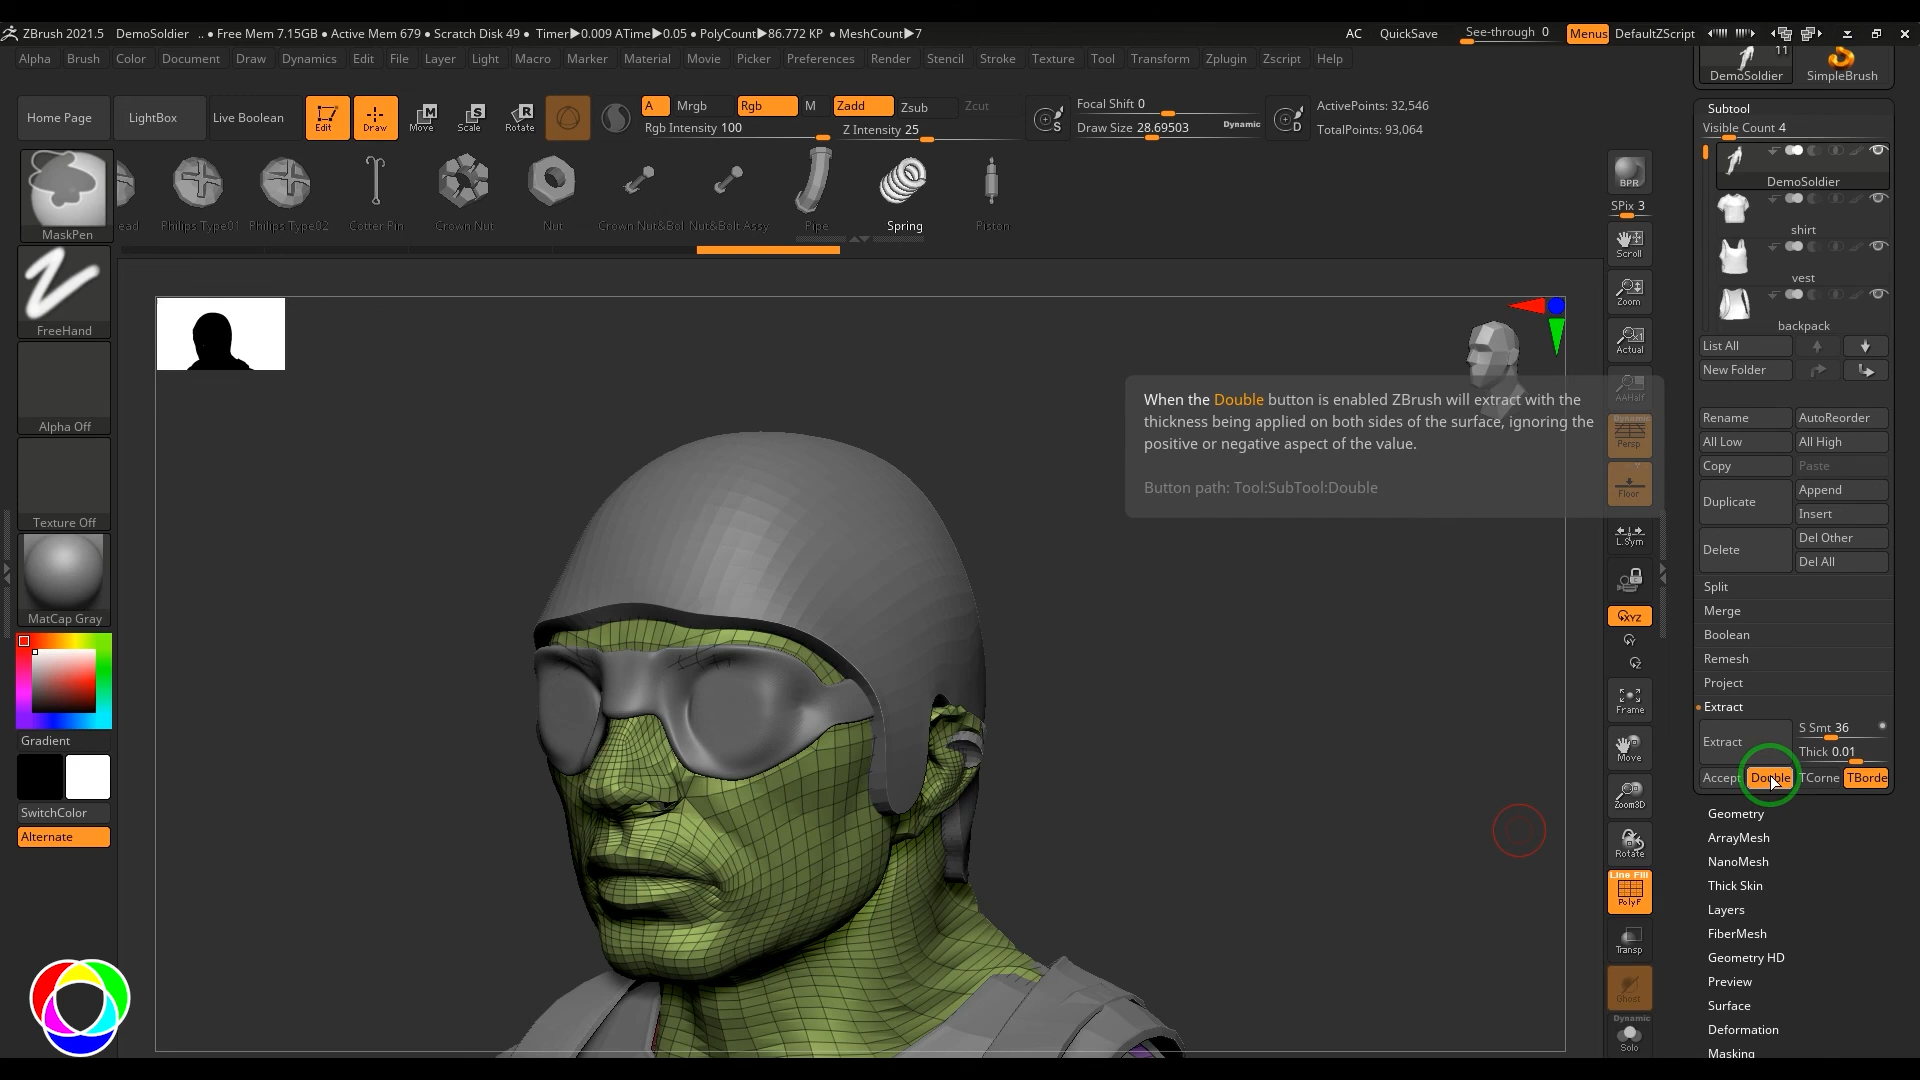 ZBrush 2021.5 DemoSoldier .. ● Free Mem 7.15GB ● Active Mem 679 ● Scratch Disk 49 ● Timer▶0.009 ATime▶0.05 ● PolyCount▶86.772 KP ● MeshCount▶7
AC QuickSave See-through 0 Menus DefaultZScript
Alpha Brush Color Document Draw Dynamics Edit File Layer Light Macro Marker Material Movie Picker Preferences Render Stencil Stroke Texture Tool Transform Zplugin Zscript Help
11
DemoSoldier SimpleBrush
Home Page LightBox Live Boolean Edit Draw Move Scale Rotate
A Mrgb Rgb M Zadd Zsub Zcut
Rgb Intensity 100 Z Intensity 25
S
Focal Shift 0
Draw Size 28.69503 Dynamic
D
ActivePoints: 32,546
TotalPoints: 93,064
MaskPen
ead Philips Type01 Philips Type02 Cotter Pin Crown Nut Nut Crown Nut&Bol Nut&Bolt Assy Pipe Spring Piston
FreeHand
Alpha Off
Texture Off
MatCap Gray
Gradient
SwitchColor
Alternate
When the Double button is enabled ZBrush will extract with the
thickness being applied on both sides of the surface, ignoring the
positive or negative aspect of the value.
Button path: Tool:SubTool:Double
BPR
SPix 3
Scroll
Zoom
Actual
AAHalf
Dynamic
Persp
Floor
L.Sym
XYZ
Y
Z
Frame
Move
Zoom3D
Rotate
Line Fill
PolyF
Transp
Ghost
Dynamic
Solo
Subtool
Visible Count 4
DemoSoldier
shirt
vest
backpack
List All
New Folder
Rename AutoReorder
All Low All High
Copy Paste
Duplicate Append
Insert
Delete Del Other
Del All
Split
Merge
Boolean
Remesh
Project
Extract
Extract S Smt 36
Thick 0.01
Accept Double TCorne TBorde
Geometry
ArrayMesh
NanoMesh
Thick Skin
Layers
FiberMesh
Geometry HD
Preview
Surface
Deformation
Masking